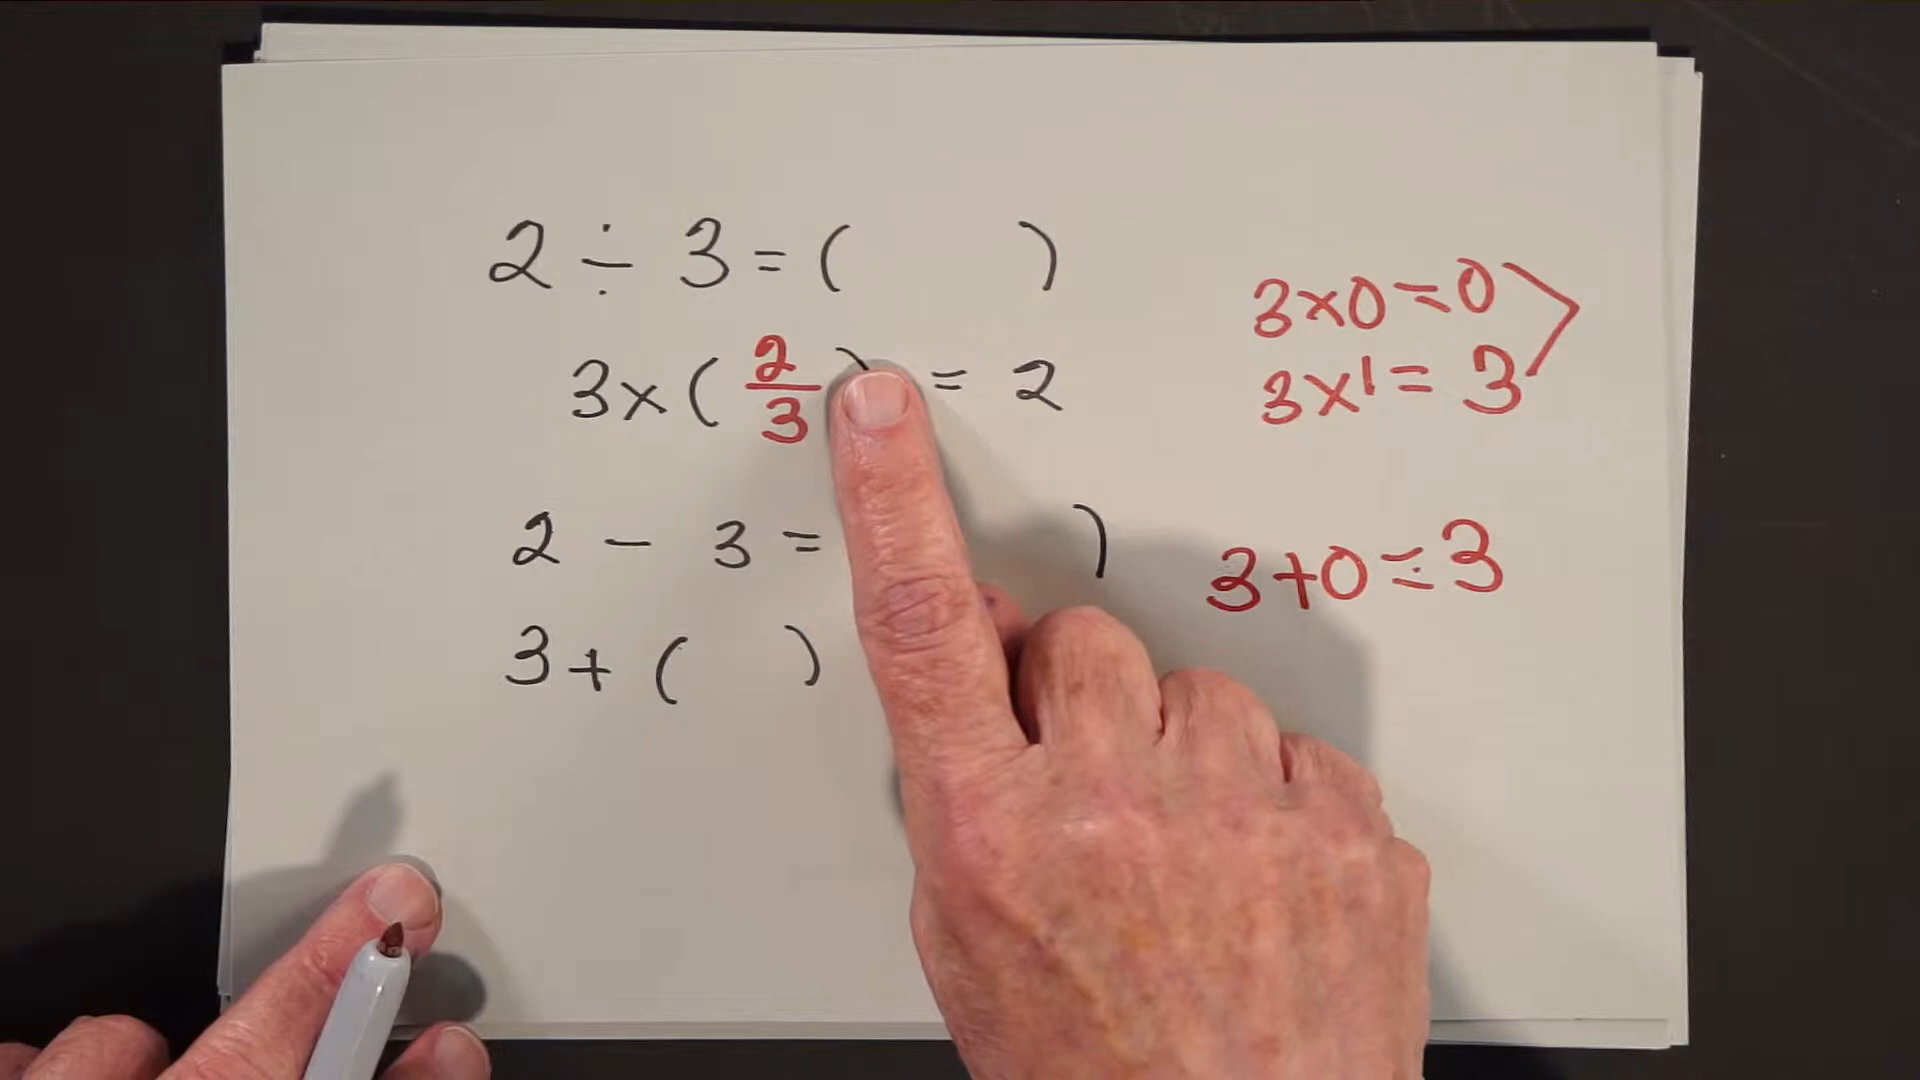 2 ÷ 3 = (   )
3 × ( 2/3 ) = 2
3×0=0
3×1=3
2 - 3 =   )
3+0=3
3+(   )